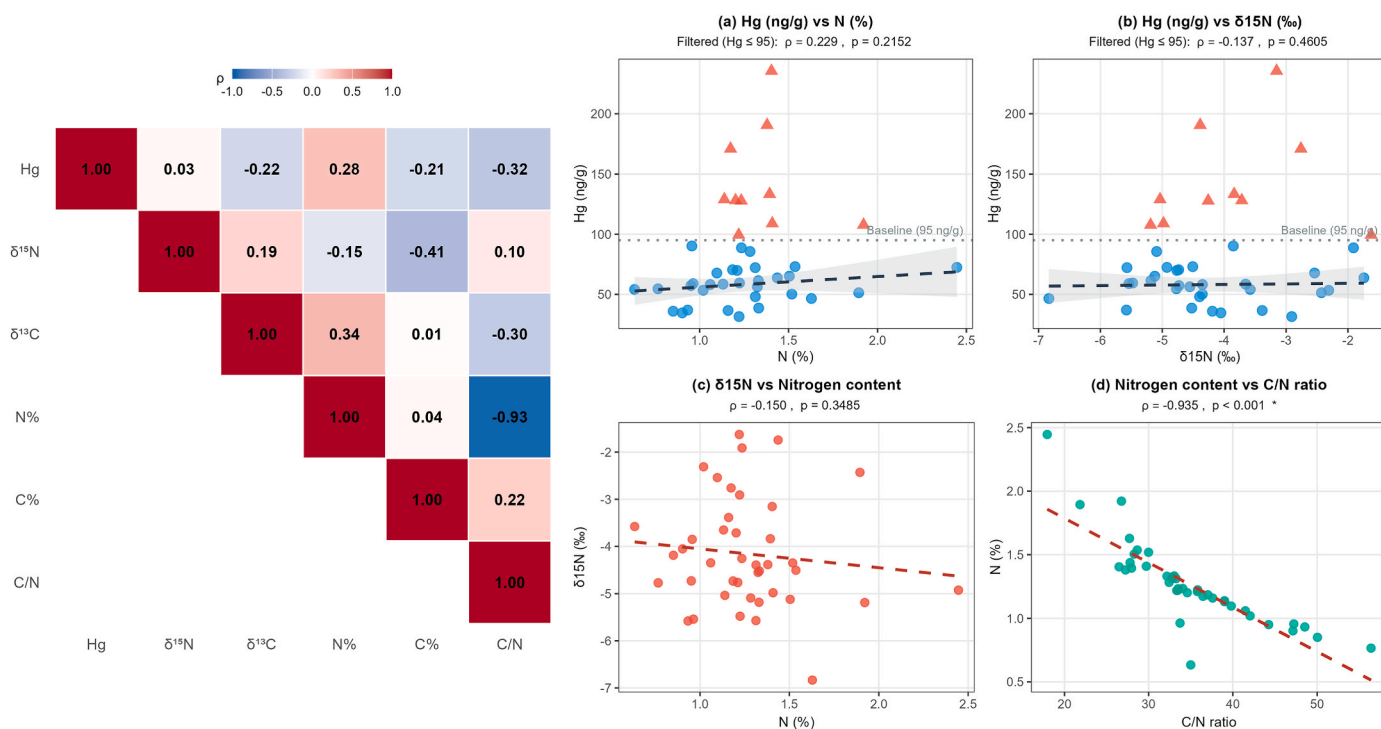 ρ
-1.0 -0.5 0.0 0.5 1.0
Hg 1.00 0.03 -0.22 0.28 -0.21 -0.32
δ¹⁵N 1.00 0.19 -0.15 -0.41 0.10
δ¹³C 1.00 0.34 0.01 -0.30
N% 1.00 0.04 -0.93
C% 1.00 0.22
C/N 1.00
Hg δ¹⁵N δ¹³C N% C% C/N
(a) Hg (ng/g) vs N (%)
Filtered (Hg ≤ 95): ρ = 0.229 , p = 0.2152
Hg (ng/g)
200
150
100
50
Baseline (95 ng/g)
1.0 1.5 2.0 2.5
N (%)
(b) Hg (ng/g) vs δ15N (‰)
Filtered (Hg ≤ 95): ρ = -0.137 , p = 0.4605
Hg (ng/g)
200
150
100
50
Baseline (95 ng/g)
-7 -6 -5 -4 -3 -2
δ15N (‰)
(c) δ15N vs Nitrogen content
ρ = -0.150 , p = 0.3485
δ15N (‰)
-2
-3
-4
-5
-6
-7
1.0 1.5 2.0 2.5
N (%)
(d) Nitrogen content vs C/N ratio
ρ = -0.935 , p < 0.001 *
N (%)
2.5
2.0
1.5
1.0
0.5
20 30 40 50
C/N ratio